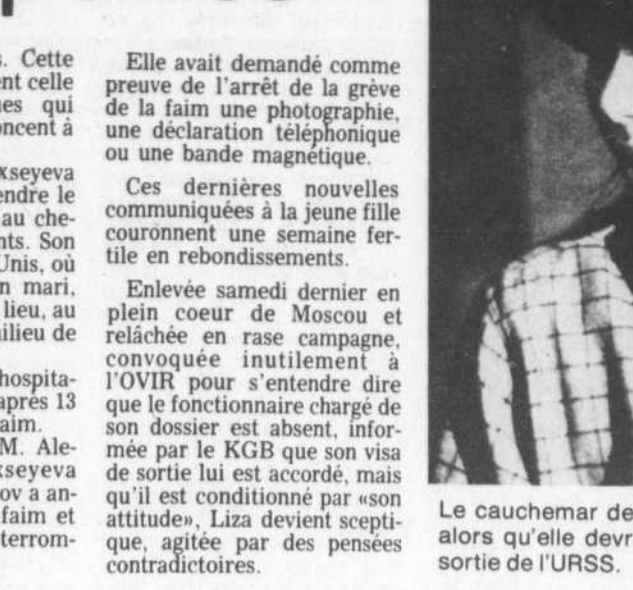 s. Cette
ent celle
ues qui
oncent à
xseyeva
endre le
au che-
nts. Son
Unis, où
n mari,
lieu, au
ilieu de
hospita-
après 13
aim.
M. Ale-
xseyeva
ov a an-
faim et
terrom-
Elle avait demandé comme
preuve de l'arrêt de la grève
de la faim une photographie,
une déclaration téléphonique
ou une bande magnétique.
Ces dernières nouvelles
communiquées à la jeune fille
couronnent une semaine fer-
tile en rebondissements.
Enlevée samedi dernier en
plein coeur de Moscou et
relâchée en rase campagne,
convoquée inutilement à
l'OVIR pour s'entendre dire
que le fonctionnaire chargé de
son dossier est absent, infor-
mée par le KGB que son visa
de sortie lui est accordé, mais
qu'il est conditionné par «son
attitude», Liza devient scepti-
que, agitée par des pensées
contradictoires.
Le cauchemar de
alors qu'elle devr
sortie de l'URSS.